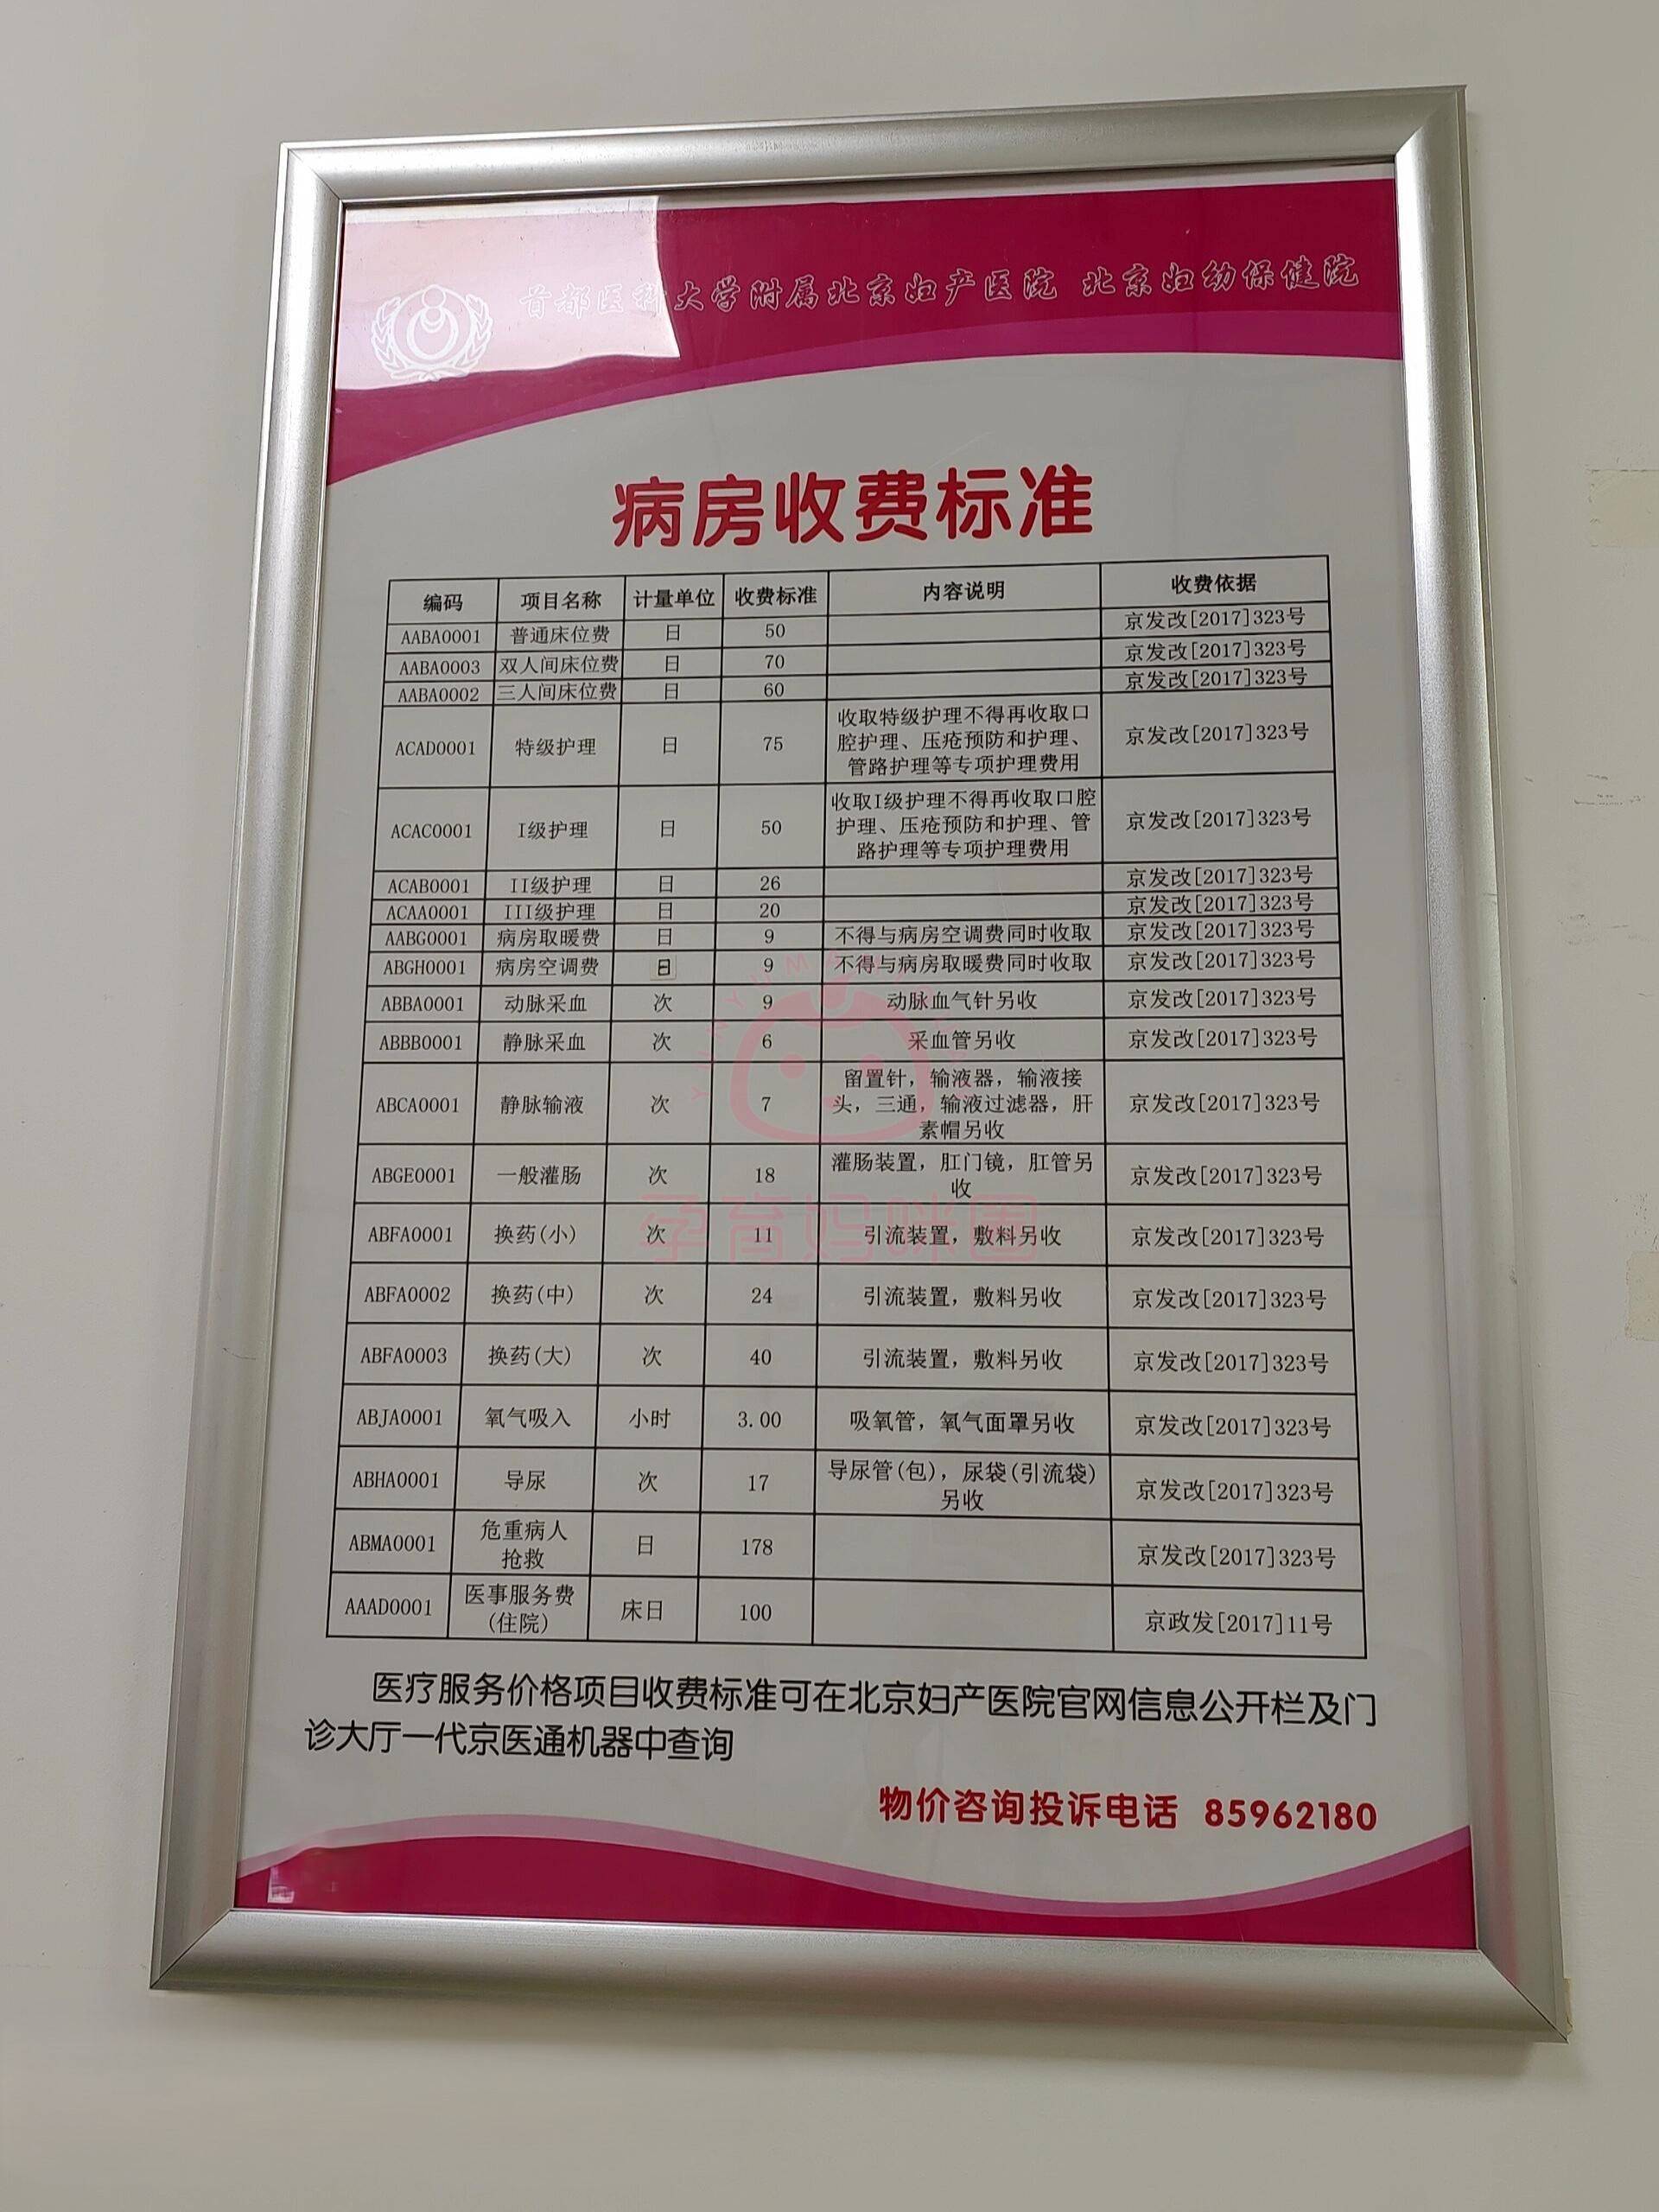 首都医科大学附属北京妇产医院 北京妇幼保健院
病房收费标准
编码 项目名称 计量单位 收费标准 内容说明 收费依据
AABA0001 普通床位费 日 50 京发改[2017]323号
AABA0003 双人间床位费 日 70 京发改[2017]323号
AABA0002 三人间床位费 日 60 京发改[2017]323号
ACAD0001 特级护理 日 75 收取特级护理不得再收取口腔护理、压疮预防和护理、管路护理等专项护理费用 京发改[2017]323号
ACAC0001 I级护理 日 50 收取I级护理不得再收取口腔护理、压疮预防和护理、管路护理等专项护理费用 京发改[2017]323号
ACAB0001 II级护理 日 26 京发改[2017]323号
ACAA0001 III级护理 日 20 京发改[2017]323号
AABG0001 病房取暖费 日 9 不得与病房空调费同时收取 京发改[2017]323号
ABGH0001 病房空调费 日 9 不得与病房取暖费同时收取 京发改[2017]323号
ABBA0001 动脉采血 次 9 动脉血气针另收 京发改[2017]323号
ABBB0001 静脉采血 次 6 采血管另收 京发改[2017]323号
ABCA0001 静脉输液 次 7 留置针，输液器，输液接头，三通，输液过滤器，肝素帽另收 京发改[2017]323号
ABGE0001 一般灌肠 次 18 灌肠装置，肛门镜，肛管另收 京发改[2017]323号
ABFA0001 换药(小) 次 11 引流装置，敷料另收 京发改[2017]323号
ABFA0002 换药(中) 次 24 引流装置，敷料另收 京发改[2017]323号
ABFA0003 换药(大) 次 40 引流装置，敷料另收 京发改[2017]323号
ABJA0001 氧气吸入 小时 3.00 吸氧管，氧气面罩另收 京发改[2017]323号
ABHA0001 导尿 次 17 导尿管(包)，尿袋(引流袋)另收 京发改[2017]323号
ABMA0001 危重病人抢救 日 178 京发改[2017]323号
AAAD0001 医事服务费(住院) 床日 100 京政发[2017]11号
医疗服务价格项目收费标准可在北京妇产医院官网信息公开栏及门
诊大厅一代京医通机器中查询
物价咨询投诉电话 85962180
孕育妈咪圈